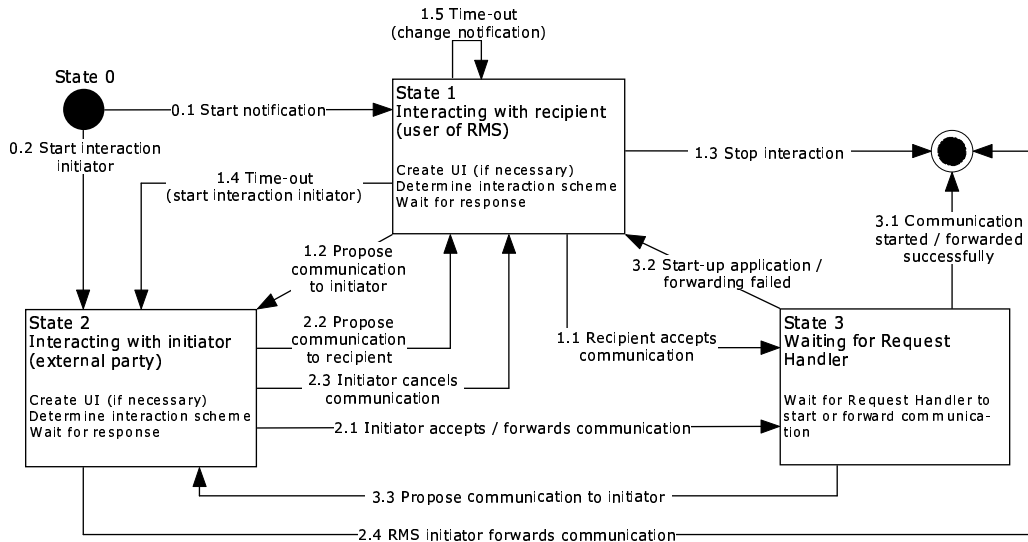 1.5 Time-out
(change notification)
State 0
0.1 Start notification
State 1
Interacting with recipient
(user of RMS)
Create UI (if necessary)
Determine interaction scheme
Wait for response
0.2 Start interaction
initiator
1.3 Stop interaction
1.4 Time-out
(start interaction initiator)
3.1 Communication
started / forwarded
successfully
1.2 Propose
communication
to initiator
3.2 Start-up application /
forwarding failed
State 2
Interacting with initiator
(external party)
Create UI (if necessary)
Determine interaction scheme
Wait for response
2.2 Propose
communication
to recipient
1.1 Recipient accepts
communication
State 3
Waiting for Request
Handler
Wait for Request Handler to
start or forward communica-
tion
2.3 Initiator cancels
communication
2.1 Initiator accepts / forwards communication
3.3 Propose communication to initiator
2.4 RMS initiator forwards communication